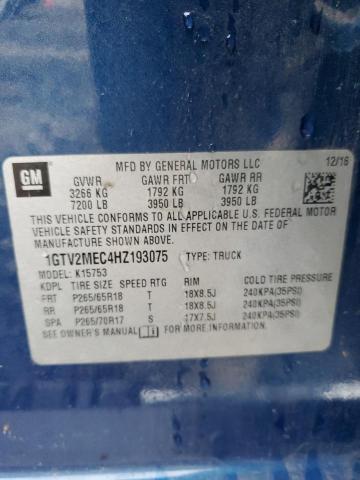 GM
MFD BY GENERAL MOTORS LLC 12/16
GVWR GAWR FRT GAWR RR
3266 KG 1792 KG 1792 KG
7200 LB 3950 LB 3950 LB
THIS VEHICLE CONFORMS TO ALL APPLICABLE U.S. FEDERAL MOTOR
VEHICLE SAFETY STANDARDS IN EFFECT ON THE DATE OF
MANUFACTURE SHOWN ABOVE.
1GTV2MEC4HZ193075 TYPE: TRUCK
MODEL: K15753
KDPL TIRE SIZE SPEED RTG RIM COLD TIRE PRESSURE
FRT P265/65R18 T 18X8.5J 240KPA(35PSI)
RR P265/65R18 T 18X8.5J 240KPA(35PSI)
SPA P265/70R17 S 17X7.5J 240KPA(35PSI)
SEE OWNER'S MANUAL FOR ADDITIONAL INFORMATION.